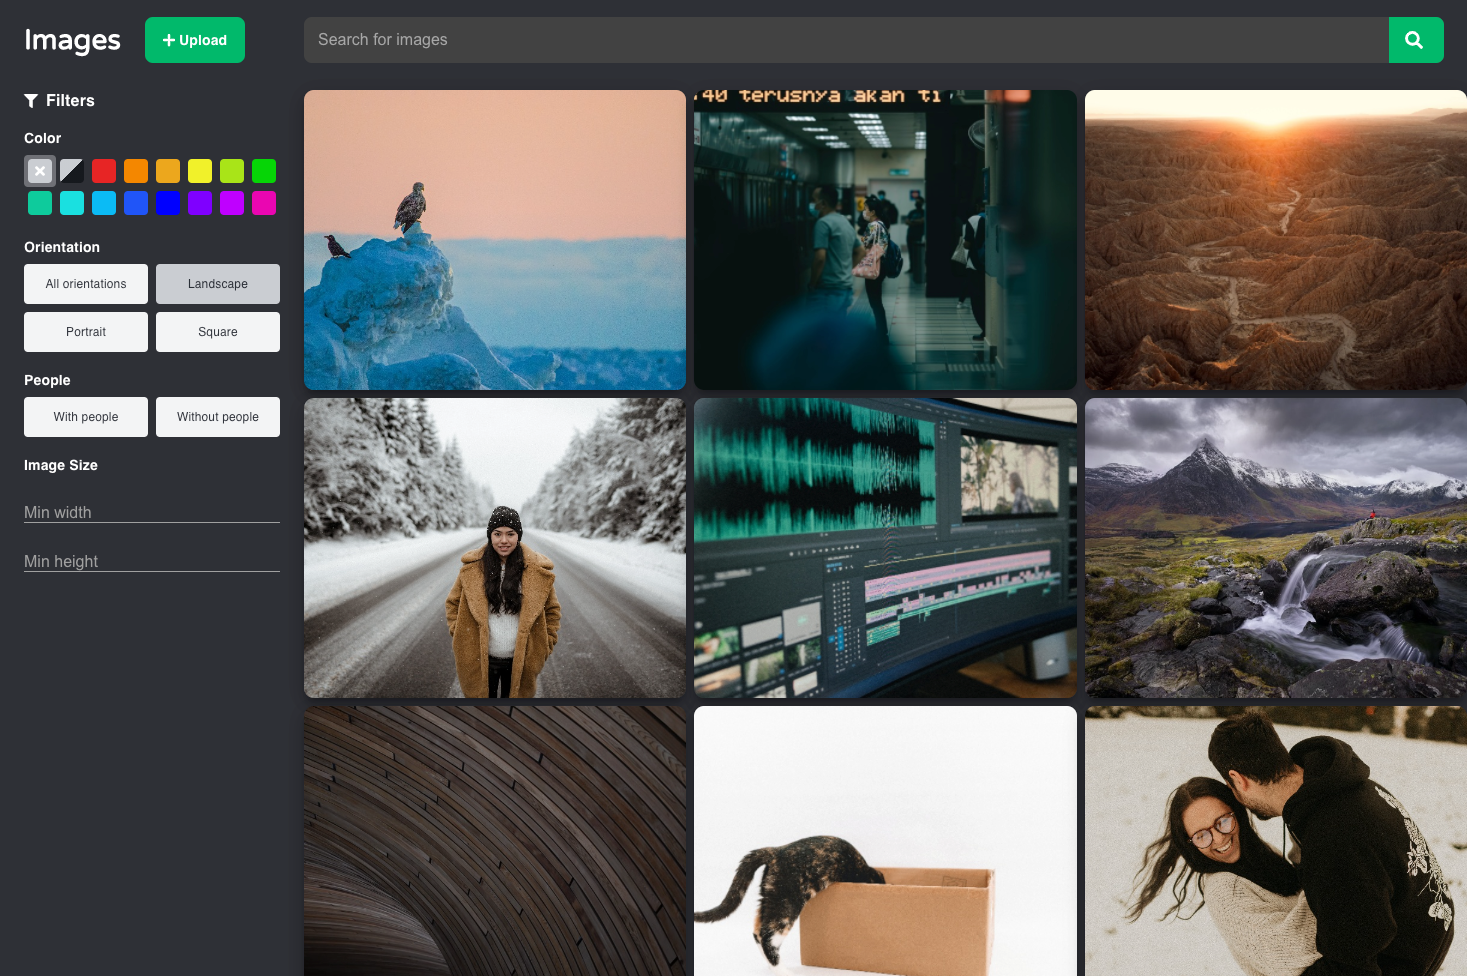 Images
Upload
Search for images
Filters
Color
Orientation
All orientations
Landscape
Portrait
Square
People
With people
Without people
Image Size
Min width
Min height
40 terusnya akan ti